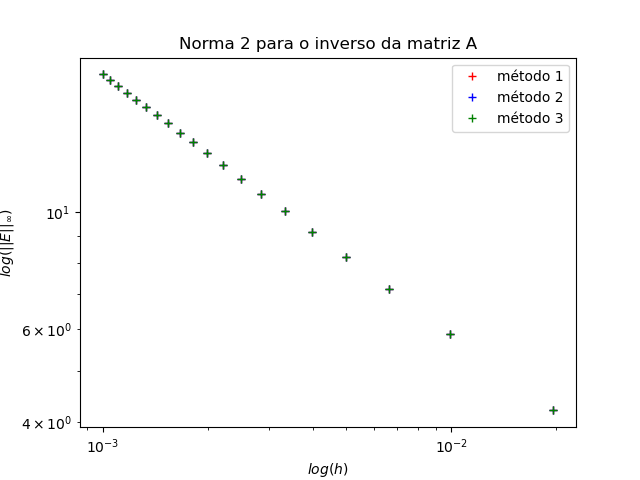 Norma 2 para o inverso da matriz A
método 1
método 2
método 3
10¹
6 × 10⁰
4 × 10⁰
log(||E||∞)
10⁻³
10⁻²
log(h)